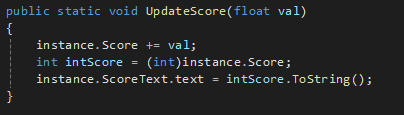 public static void UpdateScore(float val)
{
    instance.Score += val;
    int intScore = (int)instance.Score;
    instance.ScoreText.text = intScore.ToString();
}